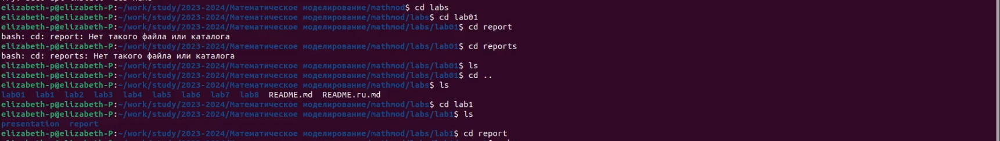 elizabeth-p@elizabeth-P:~/work/study/2023-2024/Математическое моделирование/mathmod$ cd labs
elizabeth-p@elizabeth-P:~/work/study/2023-2024/Математическое моделирование/mathmod/labs$ cd lab01
elizabeth-p@elizabeth-P:~/work/study/2023-2024/Математическое моделирование/mathmod/labs/lab01$ cd report
bash: cd: report: Нет такого файла или каталога
elizabeth-p@elizabeth-P:~/work/study/2023-2024/Математическое моделирование/mathmod/labs/lab01$ cd reports
bash: cd: reports: Нет такого файла или каталога
elizabeth-p@elizabeth-P:~/work/study/2023-2024/Математическое моделирование/mathmod/labs/lab01$ ls
elizabeth-p@elizabeth-P:~/work/study/2023-2024/Математическое моделирование/mathmod/labs/lab01$ cd ..
elizabeth-p@elizabeth-P:~/work/study/2023-2024/Математическое моделирование/mathmod/labs$ ls
lab01 lab1 lab2 lab3 lab4 lab5 lab6 lab7 lab8 README.md README.ru.md
elizabeth-p@elizabeth-P:~/work/study/2023-2024/Математическое моделирование/mathmod/labs$ cd lab1
elizabeth-p@elizabeth-P:~/work/study/2023-2024/Математическое моделирование/mathmod/labs/lab1$ ls
presentation report
elizabeth-p@elizabeth-P:~/work/study/2023-2024/Математическое моделирование/mathmod/labs/lab1$ cd report